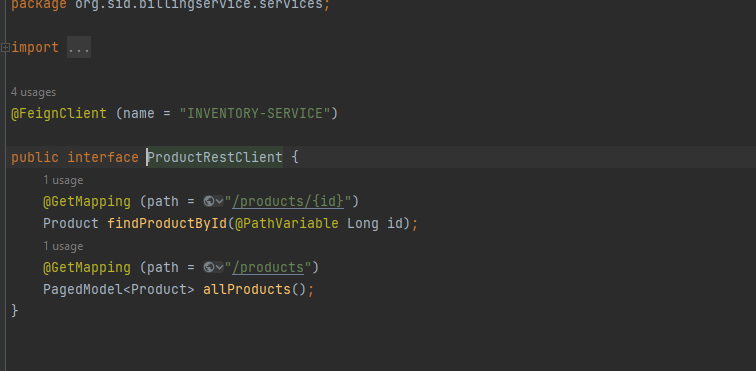 package org.sid.billingservice.services;
import ...
4 usages
@FeignClient (name = "INVENTORY-SERVICE")
public interface ProductRestClient {
1 usage
@GetMapping (path = "/products/{id}")
Product findProductById(@PathVariable Long id);
1 usage
@GetMapping (path = "/products")
PagedModel<Product> allProducts();
}